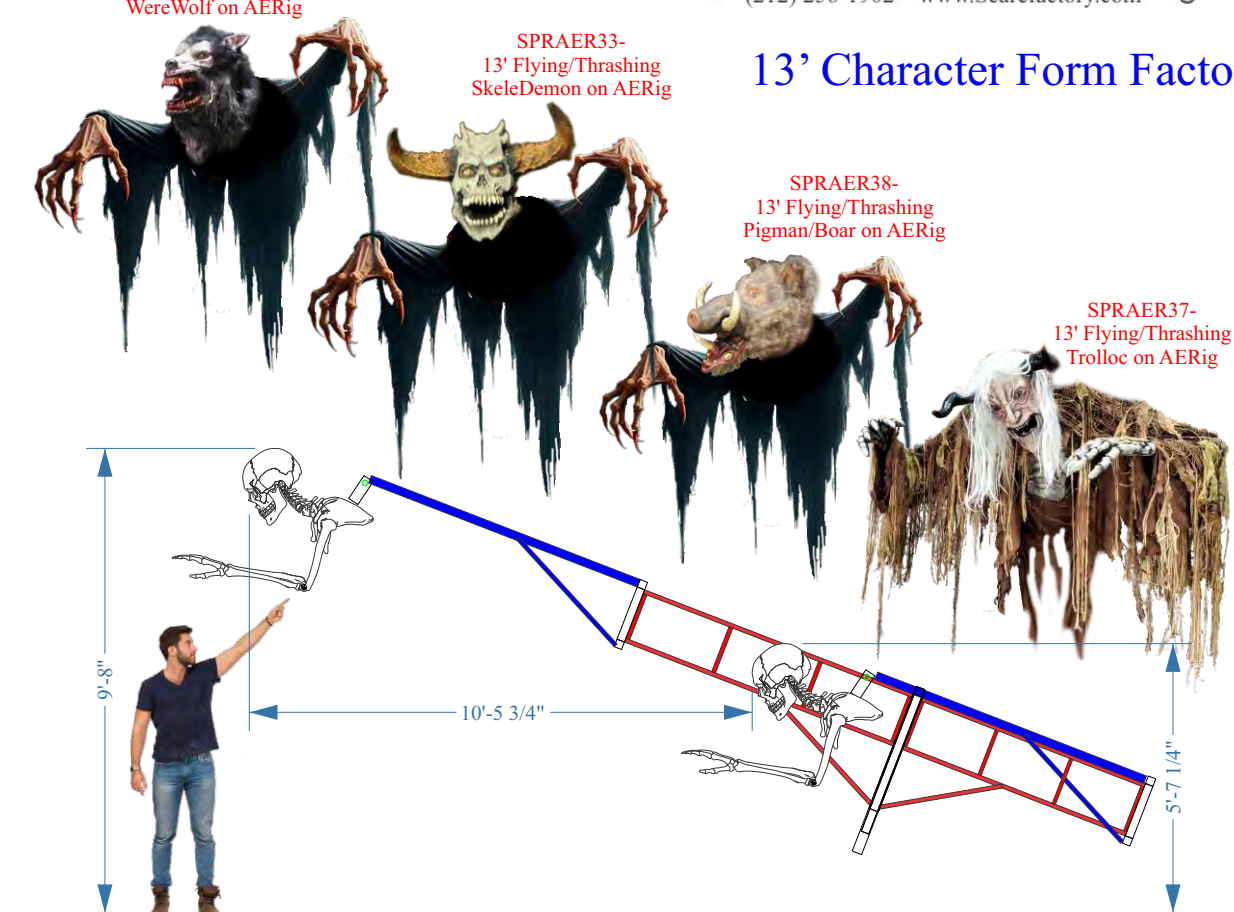 WereWolf on AERig
SPRAER33-
13' Flying/Thrashing
SkeleDemon on AERig
13’ Character Form Facto
SPRAER38-
13' Flying/Thrashing
Pigman/Boar on AERig
SPRAER37-
13' Flying/Thrashing
Trolloc on AERig
9'-8"
10'-5 3/4"
5'-7 1/4"